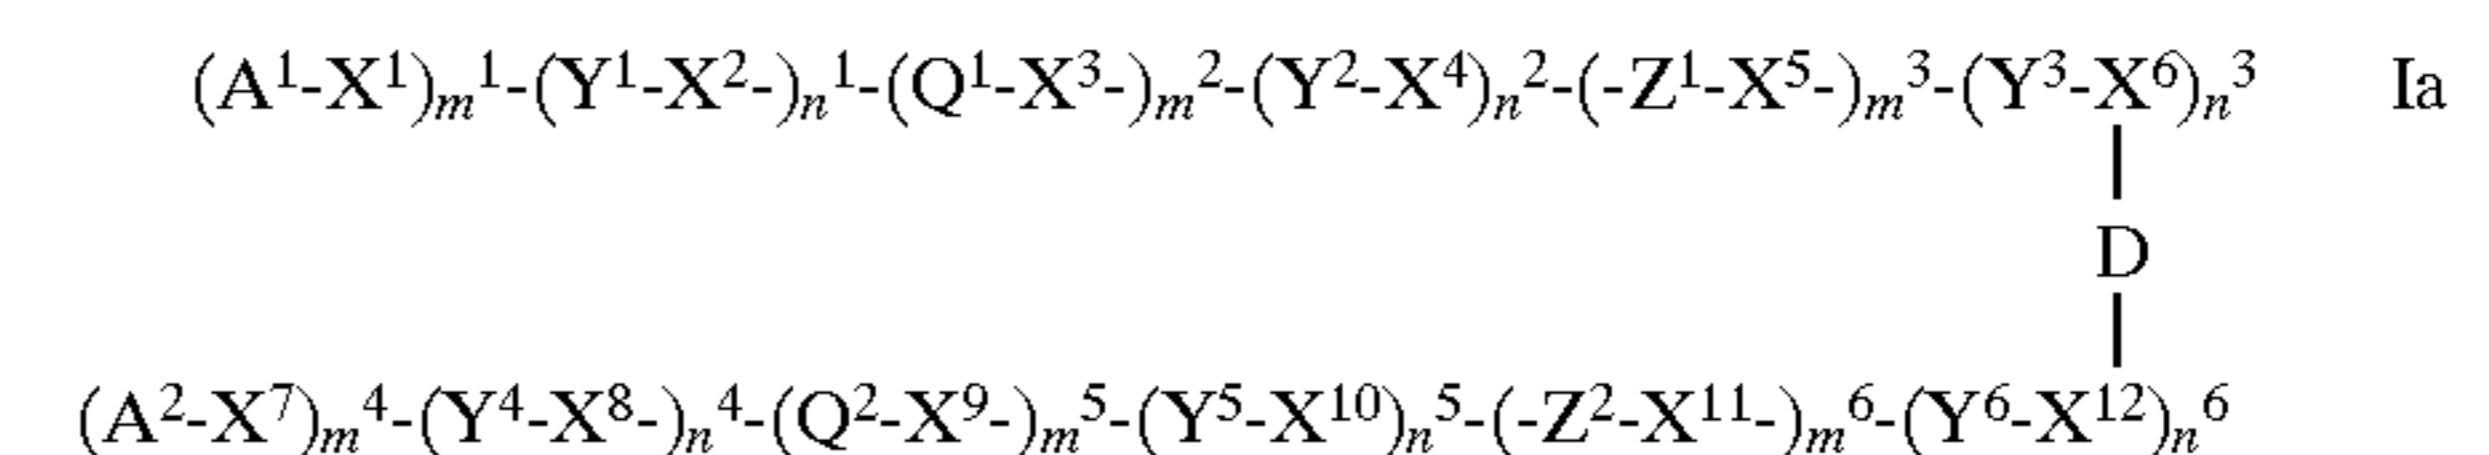 (A¹-X¹)ₘ¹-(Y¹-X²-)ₙ¹-(Q¹-X³-)ₘ²-(Y²-X⁴)ₙ²-(-Z¹-X⁵-)ₘ³-(Y³-X⁶)ₙ³ Ia
D
(A²-X⁷)ₘ⁴-(Y⁴-X⁸-)ₙ⁴-(Q²-X⁹-)ₘ⁵-(Y⁵-X¹⁰)ₙ⁵-(-Z²-X¹¹-)ₘ⁶-(Y⁶-X¹²)ₙ⁶